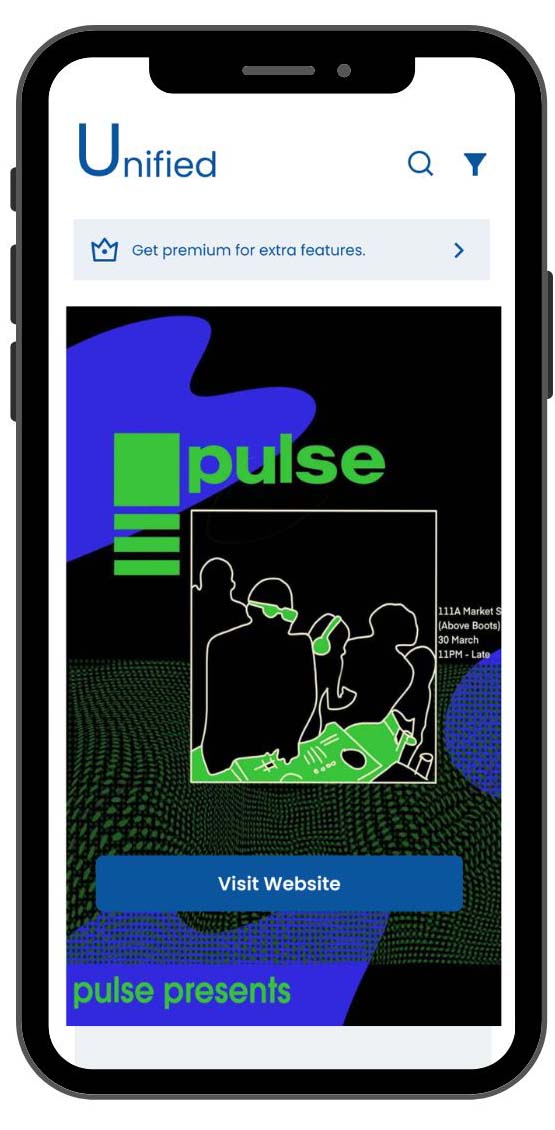 Unified
Get premium for extra features.
pulse
111A Market S
(Above Boots)
30 March
11PM - Late
Visit Website
pulse presents